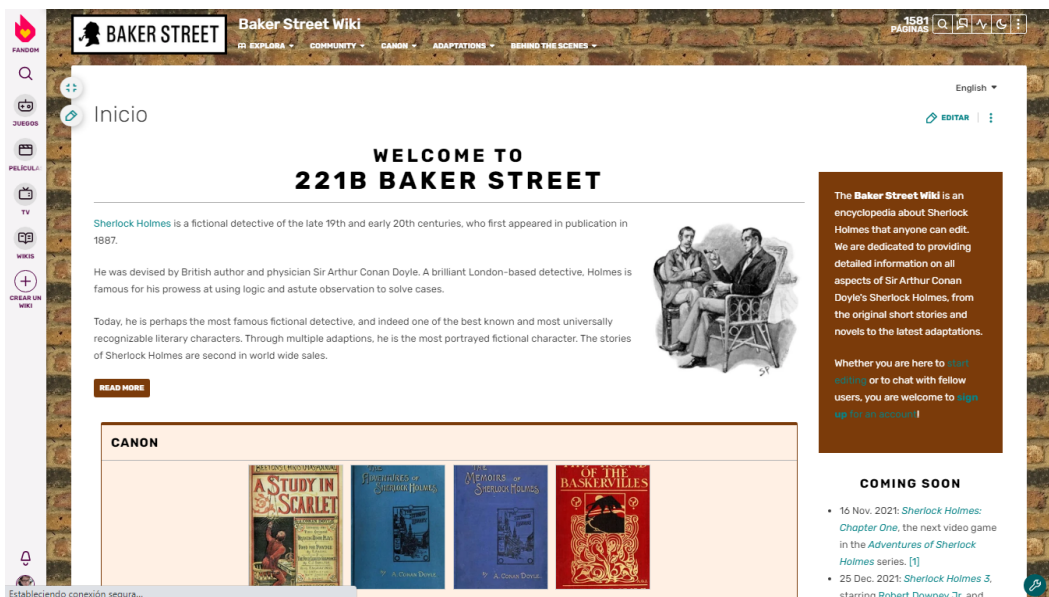 FANDOM
JUEGOS
PELÍCULA
TV
WIKIS
CREAR UN
WIKI
BAKER STREET
Baker Street Wiki
EXPLORA
COMMUNITY
CANON
ADAPTATIONS
BEHIND THE SCENES
1581
PÁGINAS
English
Inicio
EDITAR
WELCOME TO
221B BAKER STREET
Sherlock Holmes is a fictional detective of the late 19th and early 20th centuries, who first appeared in publication in
1887.
He was devised by British author and physician Sir Arthur Conan Doyle. A brilliant London-based detective, Holmes is
famous for his prowess at using logic and astute observation to solve cases.
Today, he is perhaps the most famous fictional detective, and indeed one of the best known and most universally
recognizable literary characters. Through multiple adaptions, he is the most portrayed fictional character. The stories
of Sherlock Holmes are second in world wide sales.
READ MORE
SP
CANON
BEETON'S CHRISTMAS ANNUAL
A STUDY IN
SCARLET
THE
ADVENTURES OF
SHERLOCK HOLMES
A. CONAN DOYLE
THE
MEMOIRS OF
SHERLOCK HOLMES
BY A. CONAN DOYLE
THE HOUND
OF THE
BASKERVILLES
The Baker Street Wiki is an
encyclopedia about Sherlock
Holmes that anyone can edit.
We are dedicated to providing
detailed information on all
aspects of Sir Arthur Conan
Doyle's Sherlock Holmes, from
the original short stories and
novels to the latest adaptations.
Whether you are here to start
editing or to chat with fellow
users, you are welcome to sign
up for an account!
COMING SOON
16 Nov. 2021: Sherlock Holmes:
Chapter One, the next video game
in the Adventures of Sherlock
Holmes series. [1]
25 Dec. 2021: Sherlock Holmes 3,
starring Robert Downey Jr. and
Estableciendo conexión segura...